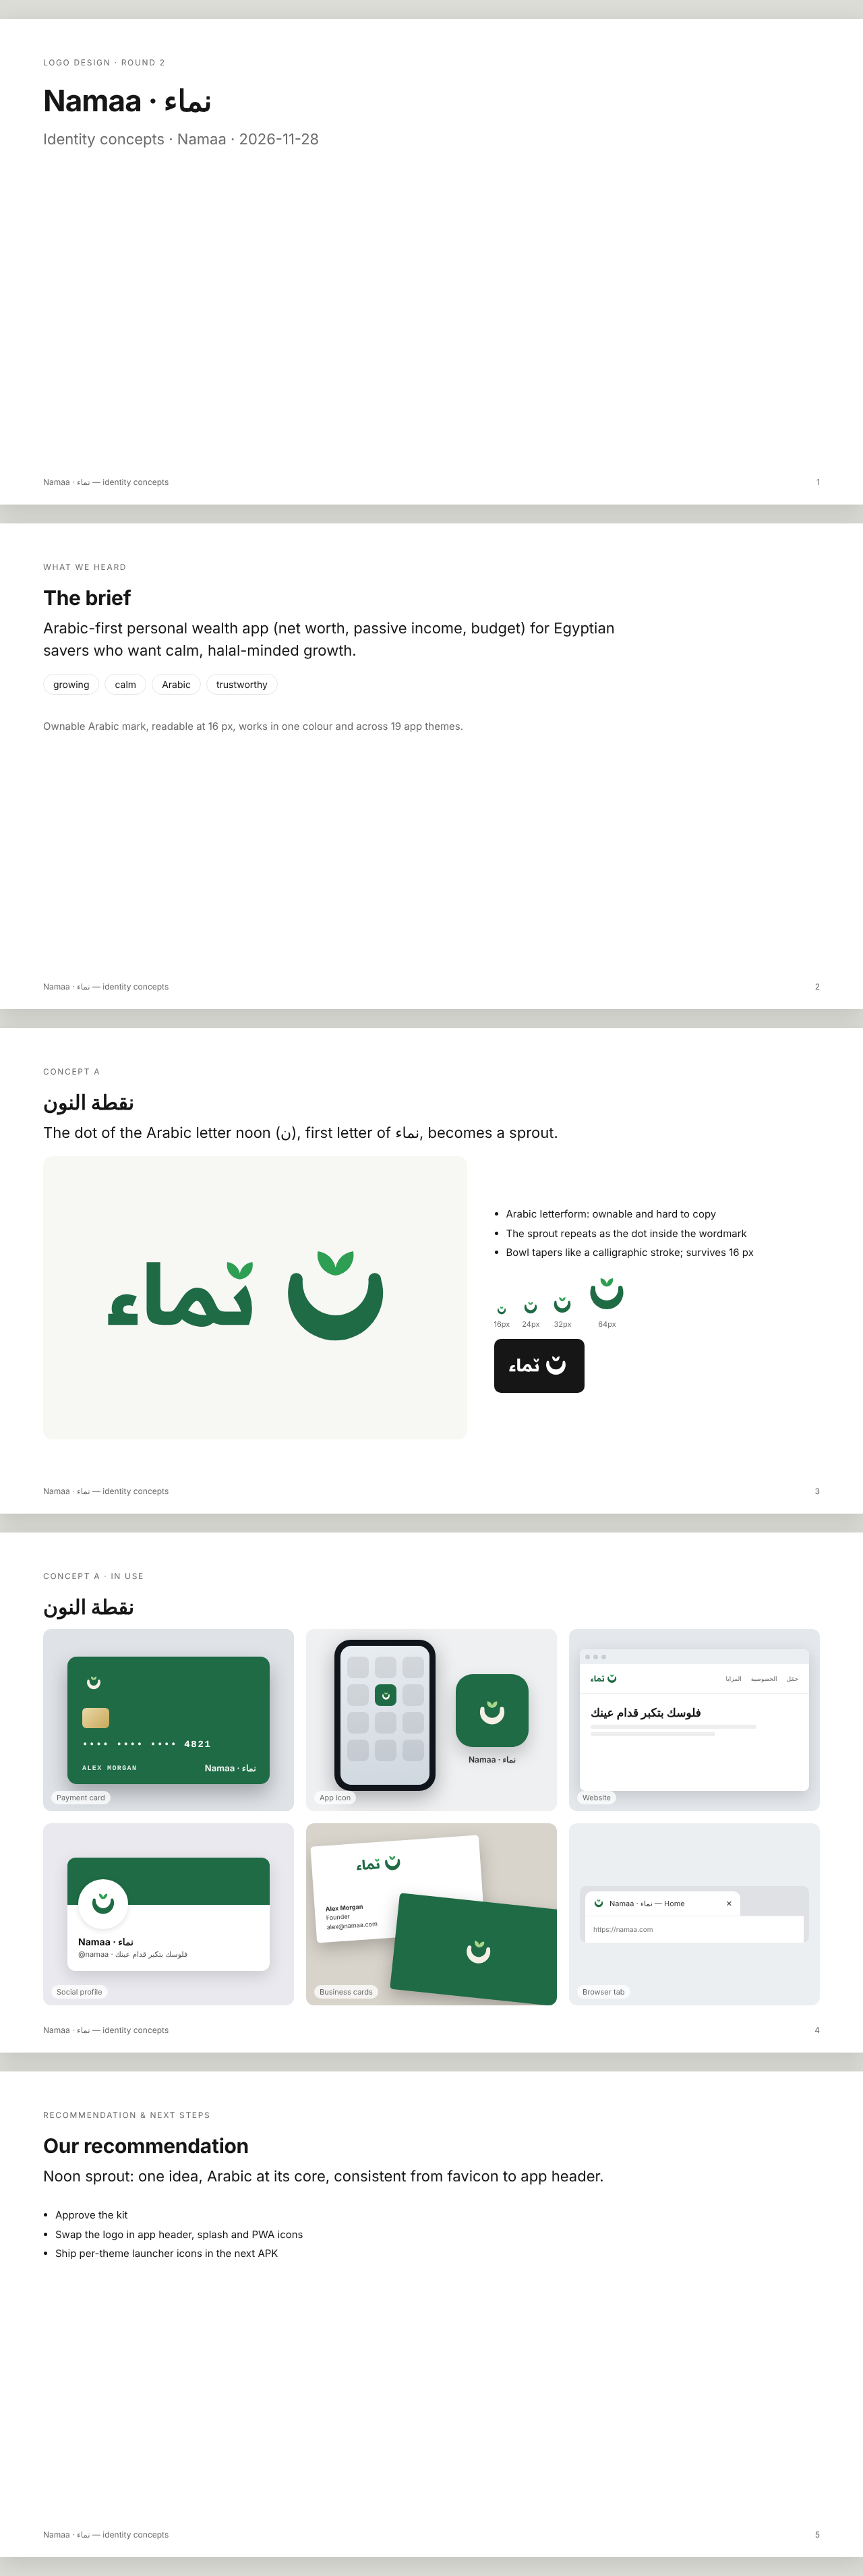 LOGO DESIGN · ROUND 2
Namaa · نماء
Identity concepts · Namaa · 2026-11-28
Namaa · نماء — identity concepts
1
WHAT WE HEARD
The brief
Arabic-first personal wealth app (net worth, passive income, budget) for Egyptian
savers who want calm, halal-minded growth.
growing
calm
Arabic
trustworthy
Ownable Arabic mark, readable at 16 px, works in one colour and across 19 app themes.
Namaa · نماء — identity concepts
2
CONCEPT A
نقطة النون
The dot of the Arabic letter noon (ن), first letter of نماء, becomes a sprout.
نماء
Arabic letterform: ownable and hard to copy
The sprout repeats as the dot inside the wordmark
Bowl tapers like a calligraphic stroke; survives 16 px
16px
24px
32px
64px
نماء
Namaa · نماء — identity concepts
3
CONCEPT A · IN USE
نقطة النون
•••• •••• •••• 4821
ALEX MORGAN
Namaa · نماء
Payment card
Namaa · نماء
App icon
نماء
المزايا
الخصوصية
حمّل
فلوسك بتكبر قدام عينك
Website
Namaa · نماء
@namaa · فلوسك بتكبر قدام عينك
Social profile
نماء
Alex Morgan
Founder
alex@namaa.com
Business cards
Namaa · نماء — Home
×
https://namaa.com
Browser tab
Namaa · نماء — identity concepts
4
RECOMMENDATION & NEXT STEPS
Our recommendation
Noon sprout: one idea, Arabic at its core, consistent from favicon to app header.
Approve the kit
Swap the logo in app header, splash and PWA icons
Ship per-theme launcher icons in the next APK
Namaa · نماء — identity concepts
5